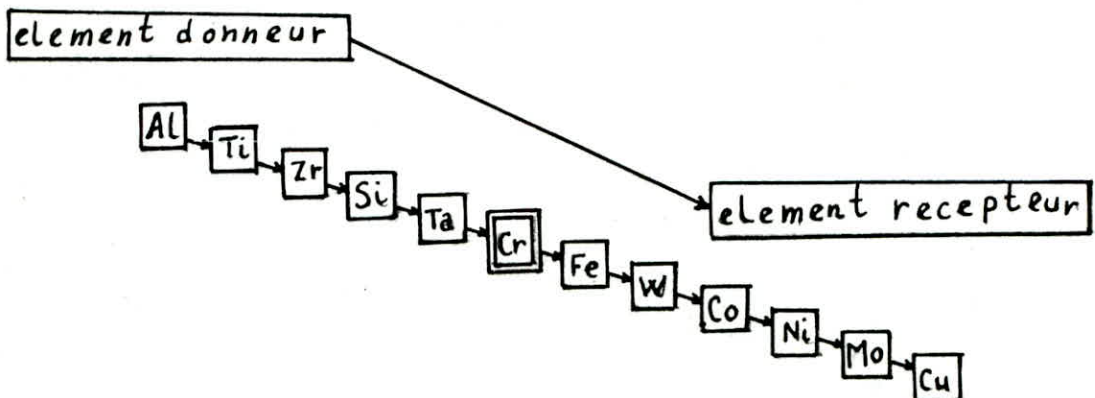 element donneur
Al
Ti
Zr
Si
Ta
Cr
element recepteur
Fe
W
Co
Ni
Mo
Cu